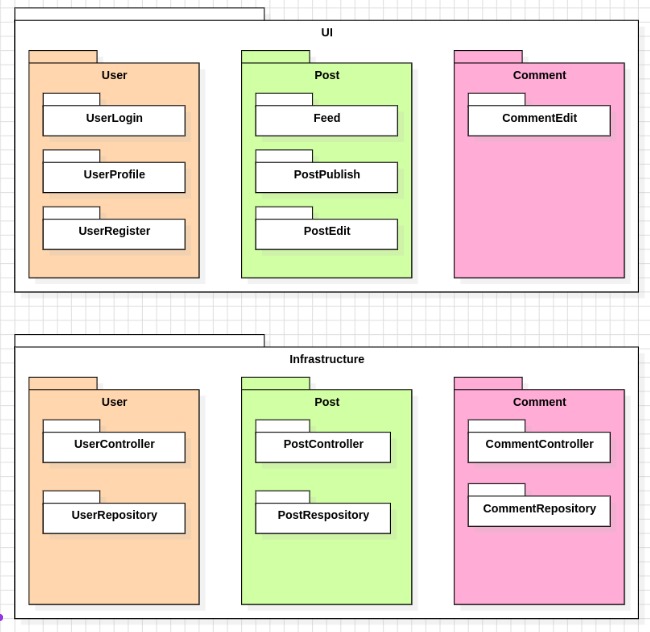 UI
User
Post
Comment
UserLogin
Feed
CommentEdit
UserProfile
PostPublish
UserRegister
PostEdit
Infrastructure
User
Post
Comment
UserController
PostController
CommentController
UserRepository
PostRespository
CommentRepository